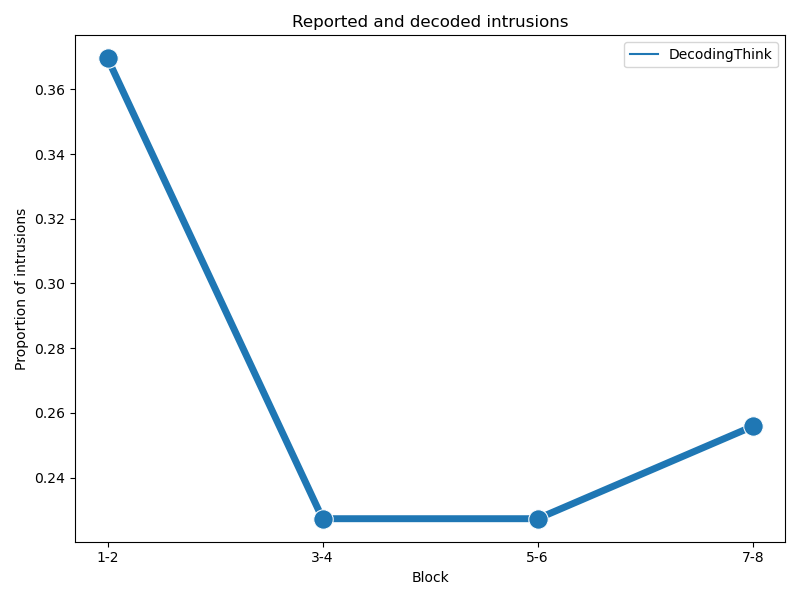 Reported and decoded intrusions
DecodingThink
Proportion of intrusions
0.36
0.34
0.32
0.30
0.28
0.26
0.24
1-2
3-4
5-6
7-8
Block